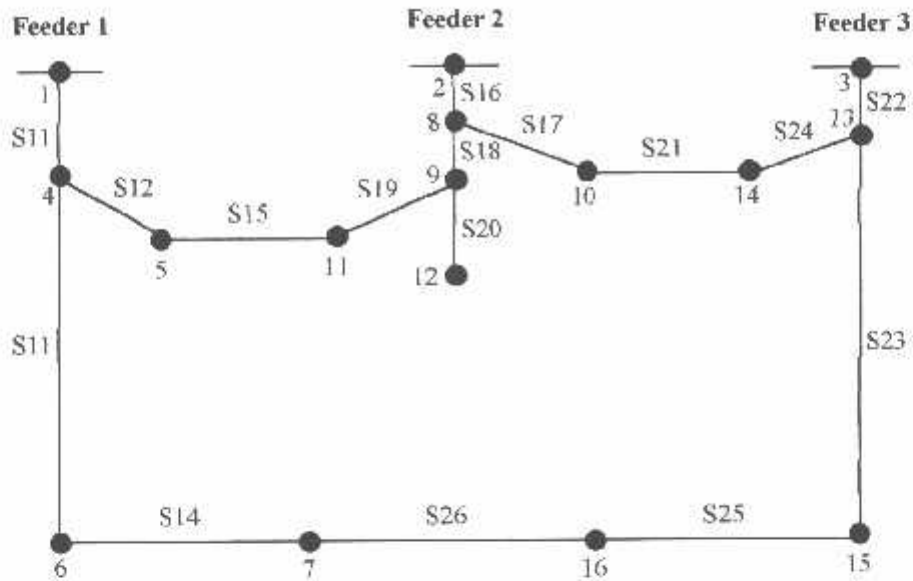 Feeder 1
Feeder 2
Feeder 3
1
2
3
S16
S22
8
13
S11
S17
S24
S18
S21
4
S12
S19
9
10
14
S15
S20
5
11
12
S11
S23
S14
S26
S25
6
7
16
15